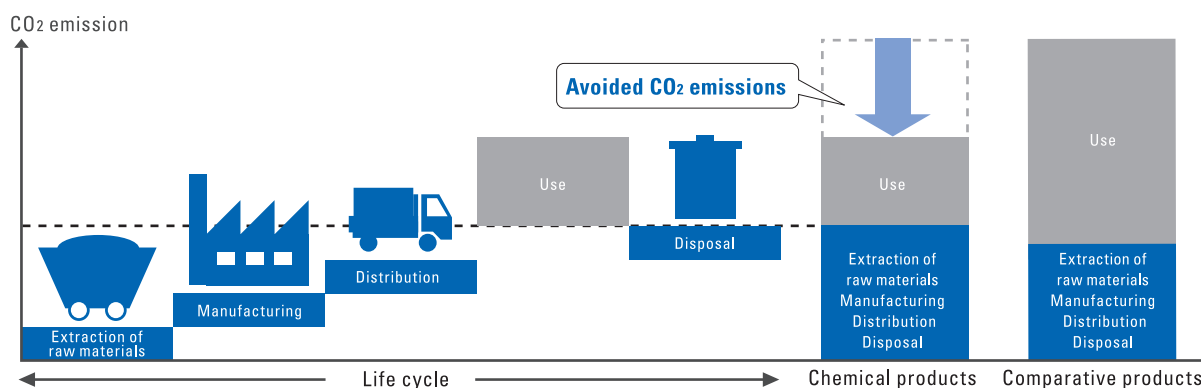 CO2 emission
Avoided CO2 emissions
Use
Use
Use
Disposal
Distribution
Manufacturing
Extraction of
raw materials
Extraction of
raw materials
Manufacturing
Distribution
Disposal
Extraction of
raw materials
Manufacturing
Distribution
Disposal
Life cycle
Chemical products
Comparative products